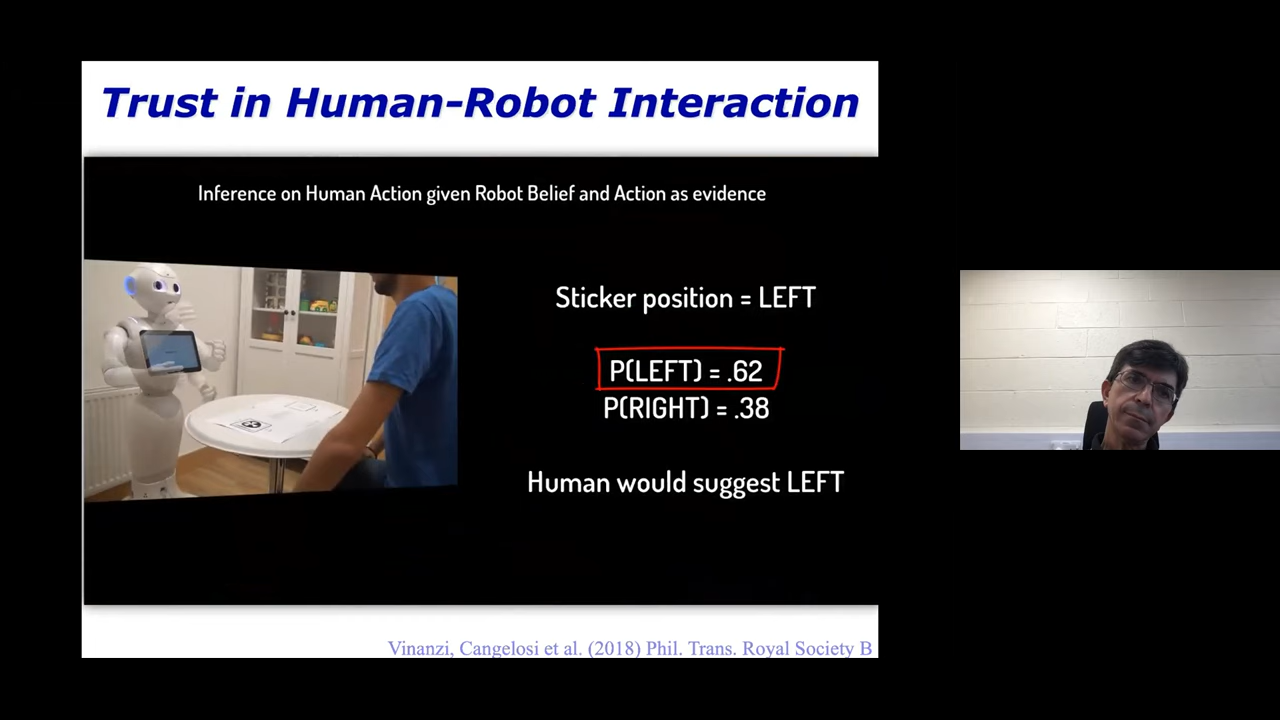 Trust in Human-Robot Interaction
Inference on Human Action given Robot Belief and Action as evidence
Sticker position = LEFT
P(LEFT) = .62
P(RIGHT) = .38
Human would suggest LEFT
Vinanzi, Cangelosi et al. (2018) Phil. Trans. Royal Society B